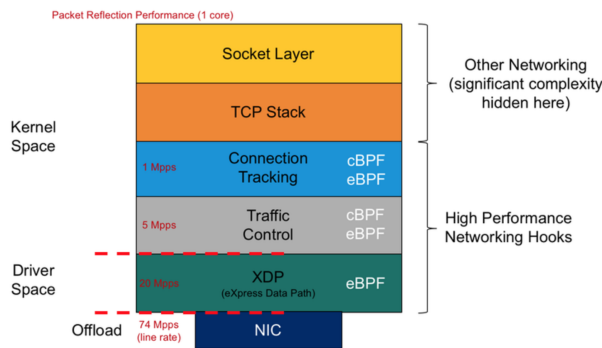 Packet Reflection Performance (1 core)
Socket Layer
TCP Stack
Other Networking
(significant complexity
hidden here)
Kernel
Space
1 Mpps
Connection
Tracking
cBPF
eBPF
5 Mpps
Traffic
Control
cBPF
eBPF
High Performance
Networking Hooks
Driver
Space
20 Mpps
XDP
(eXpress Data Path)
eBPF
Offload
74 Mpps
(line rate)
NIC